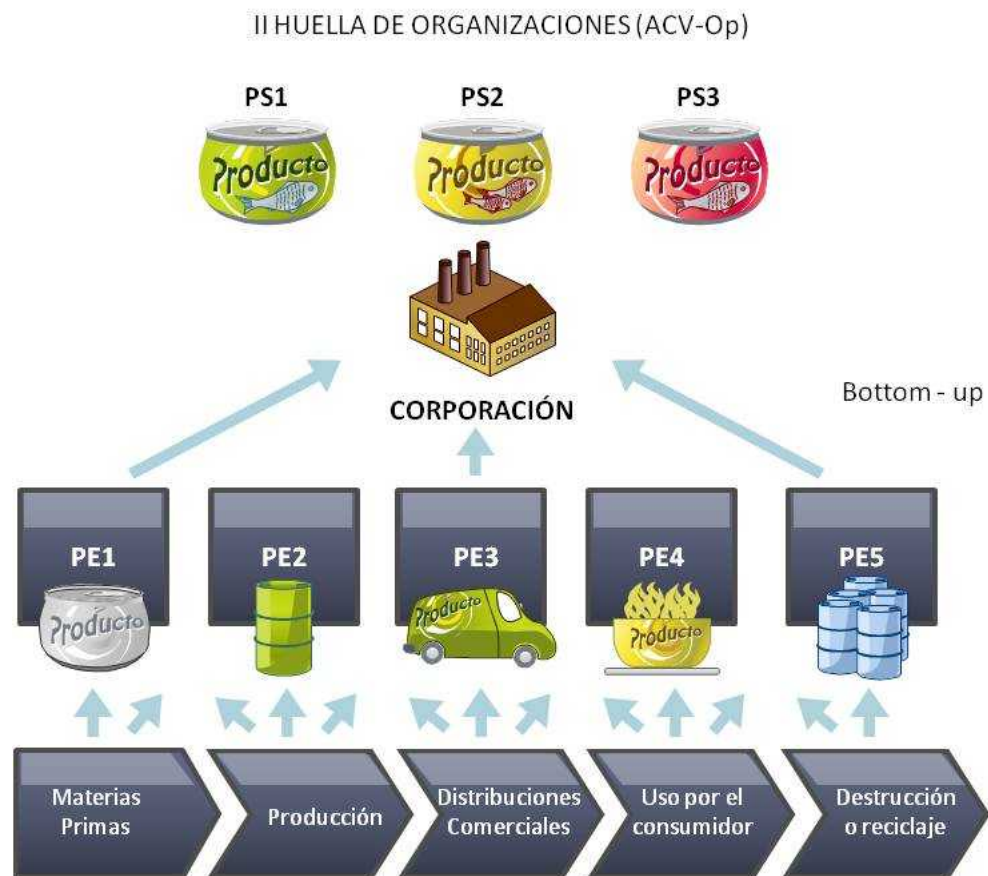 II HUELLA DE ORGANIZACIONES (ACV-Op)
PS1
PS2
PS3
Producto
Producto
Producto
CORPORACIÓN
Bottom - up
PE1
PE2
PE3
PE4
PE5
Producto
Producto
Producto
Materias
Primas
Producción
Distribuciones
Comerciales
Uso por el
consumidor
Destrucción
o reciclaje